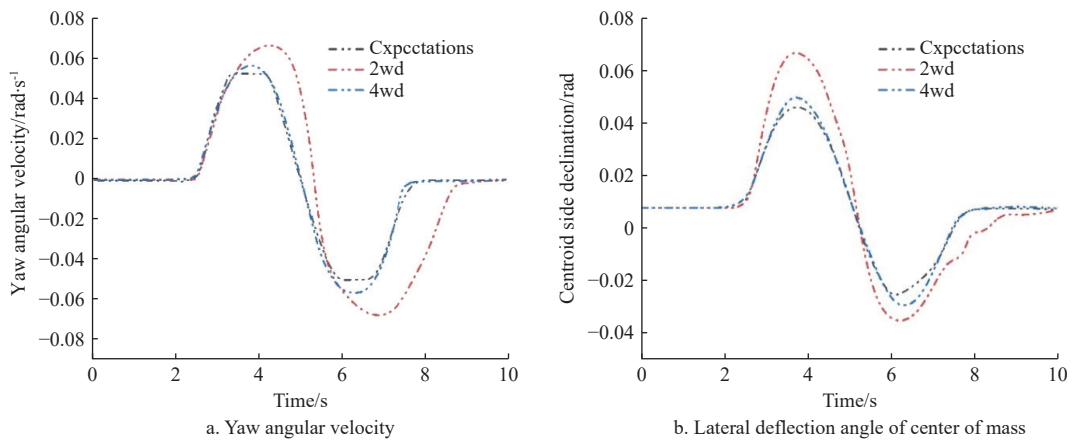 0.08
0.06
0.04
0.02
0
−0.02
−0.04
−0.06
−0.08
Yaw angular velocity/rad·s⁻¹
Cxpcctations
2wd
4wd
0 2 4 6 8 10
Time/s
a. Yaw angular velocity
0.08
0.06
0.04
0.02
0
−0.02
−0.04
Centroid side declination/rad
Cxpcctations
2wd
4wd
0 2 4 6 8 10
Time/s
b. Lateral deflection angle of center of mass